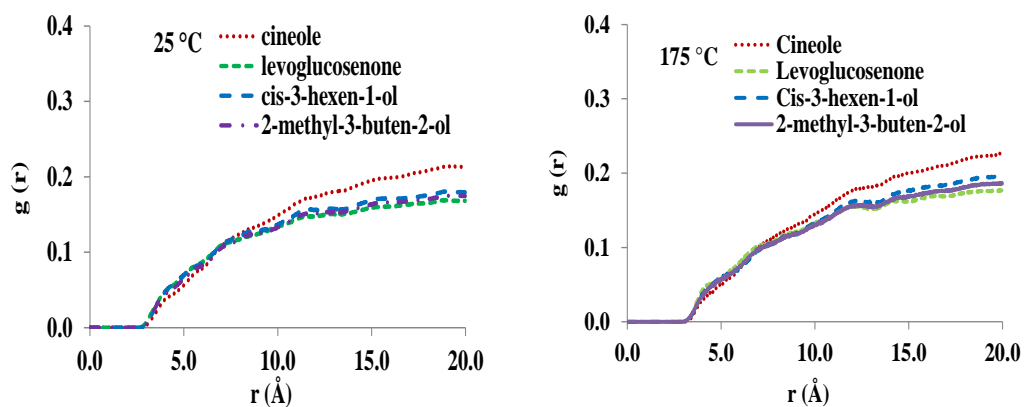 0.4
0.3
0.2
0.1
0.0
g (r)
25 °C
cineole
levoglucosenone
cis-3-hexen-1-ol
2-methyl-3-buten-2-ol
0.0 5.0 10.0 15.0 20.0
r (Å)
0.4
0.3
0.2
0.1
0.0
g (r)
175 °C
Cineole
Levoglucosenone
Cis-3-hexen-1-ol
2-methyl-3-buten-2-ol
0.0 5.0 10.0 15.0 20.0
r (Å)